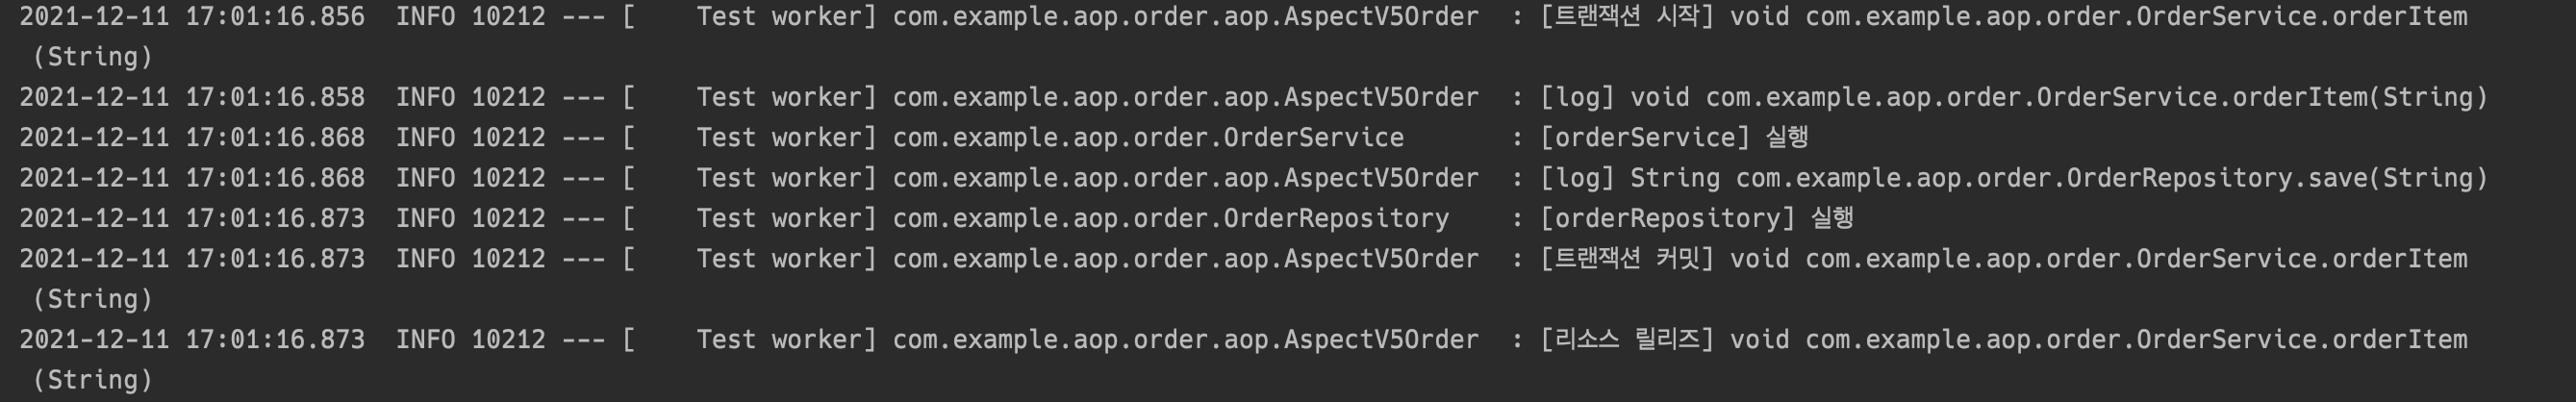 2021-12-11 17:01:16.856  INFO 10212 --- [    Test worker] com.example.aop.order.aop.AspectV5Order  : [트랜잭션 시작] void com.example.aop.order.OrderService.orderItem
(String)
2021-12-11 17:01:16.858  INFO 10212 --- [    Test worker] com.example.aop.order.aop.AspectV5Order  : [log] void com.example.aop.order.OrderService.orderItem(String)
2021-12-11 17:01:16.868  INFO 10212 --- [    Test worker] com.example.aop.order.OrderService       : [orderService] 실행
2021-12-11 17:01:16.868  INFO 10212 --- [    Test worker] com.example.aop.order.aop.AspectV5Order  : [log] String com.example.aop.order.OrderRepository.save(String)
2021-12-11 17:01:16.873  INFO 10212 --- [    Test worker] com.example.aop.order.OrderRepository    : [orderRepository] 실행
2021-12-11 17:01:16.873  INFO 10212 --- [    Test worker] com.example.aop.order.aop.AspectV5Order  : [트랜잭션 커밋] void com.example.aop.order.OrderService.orderItem
(String)
2021-12-11 17:01:16.873  INFO 10212 --- [    Test worker] com.example.aop.order.aop.AspectV5Order  : [리소스 릴리즈] void com.example.aop.order.OrderService.orderItem
(String)